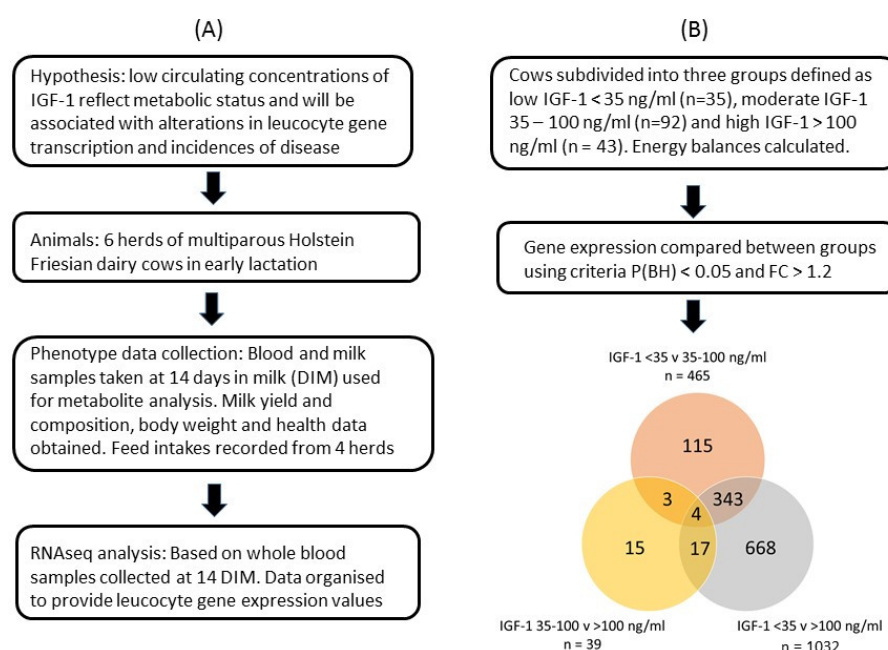 (A)
Hypothesis: low circulating concentrations of
IGF-1 reflect metabolic status and will be
associated with alterations in leucocyte gene
transcription and incidences of disease
Animals: 6 herds of multiparous Holstein
Friesian dairy cows in early lactation
Phenotype data collection: Blood and milk
samples taken at 14 days in milk (DIM) used
for metabolite analysis. Milk yield and
composition, body weight and health data
obtained. Feed intakes recorded from 4 herds
RNAseq analysis: Based on whole blood
samples collected at 14 DIM. Data organised
to provide leucocyte gene expression values
(B)
Cows subdivided into three groups defined as
low IGF-1 < 35 ng/ml (n=35), moderate IGF-1
35 – 100 ng/ml (n=92) and high IGF-1 > 100
ng/ml (n = 43). Energy balances calculated.
Gene expression compared between groups
using criteria P(BH) < 0.05 and FC > 1.2
IGF-1 <35 v 35-100 ng/ml
n = 465
115
3
343
4
15
17
668
IGF-1 35-100 v >100 ng/ml
n = 39
IGF-1 <35 v >100 ng/ml
n = 1032